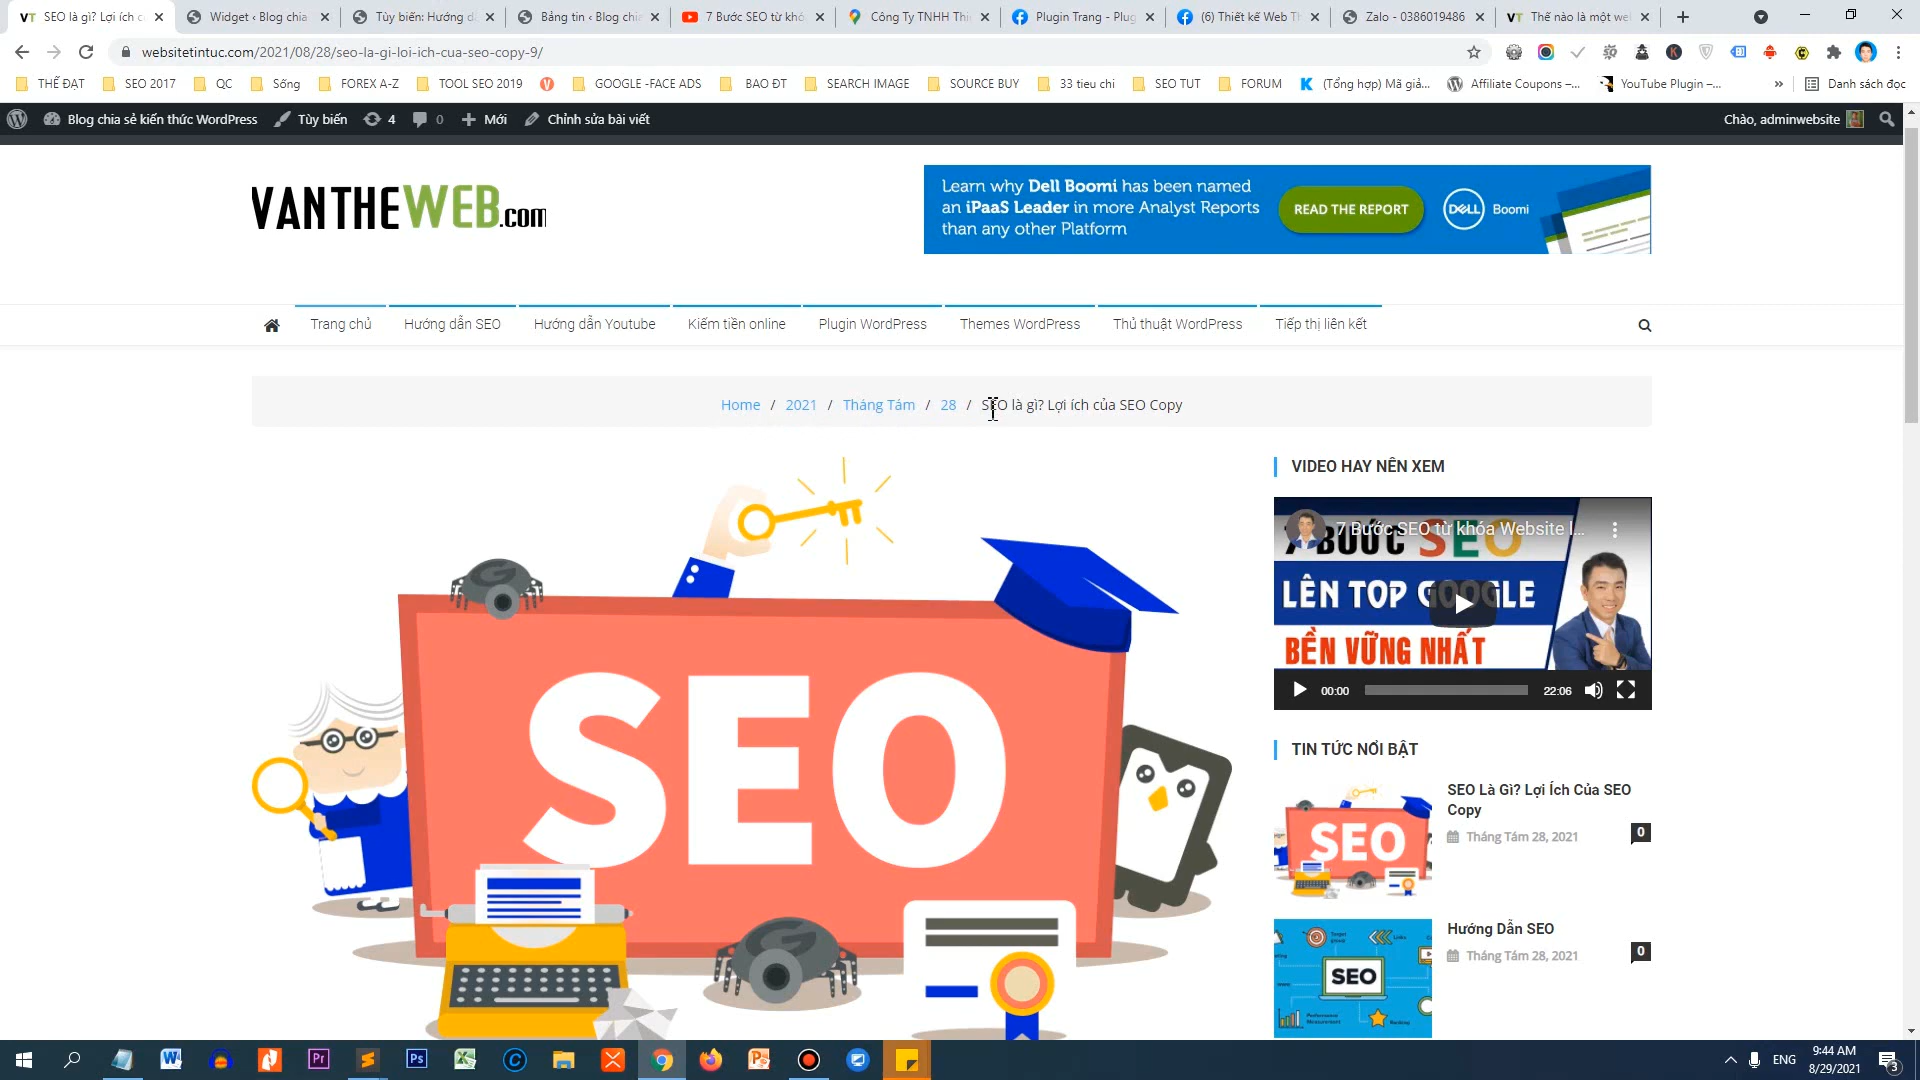 SEO là gì? Lợi ích c
Widget ‹ Blog chia
Tùy biến: Hướng d
Bảng tin ‹ Blog chia
7 Bước SEO từ khó
Công Ty TNHH Thi
Plugin Trang - Plug
(6) Thiết kế Web Th
Zalo - 0386019486
Thế nào là một we
websitetintuc.com/2021/08/28/seo-la-gi-loi-ich-cua-seo-copy-9/
THẾ ĐẠT
SEO 2017
QC
Sống
FOREX A-Z
TOOL SEO 2019
GOOGLE -FACE ADS
BAO ĐT
SEARCH IMAGE
SOURCE BUY
33 tieu chi
SEO TUT
FORUM
(Tổng hợp) Mã giả...
Affiliate Coupons –...
YouTube Plugin –...
»
Danh sách đọc
Blog chia sẻ kiến thức WordPress
Tùy biến
4
0
Mới
Chỉnh sửa bài viết
Chào, adminwebsite
VANTHEWEB.com
Learn why Dell Boomi has been named
an iPaaS Leader in more Analyst Reports
than any other Platform
READ THE REPORT
DELL Boomi
Trang chủ
Hướng dẫn SEO
Hướng dẫn Youtube
Kiếm tiền online
Plugin WordPress
Themes WordPress
Thủ thuật WordPress
Tiếp thị liên kết
Home / 2021 / Tháng Tám / 28 / SEO là gì? Lợi ích của SEO Copy
SEO
VIDEO HAY NÊN XEM
7 Bước SEO từ khóa Website l...
7 BƯỚC SEO
LÊN TOP GOOGLE
BỀN VỮNG NHẤT
00:00
22:06
TIN TỨC NỔI BẬT
SEO
SEO Là Gì? Lợi Ích Của SEO
Copy
Tháng Tám 28, 2021
0
SEO
Hướng Dẫn SEO
Tháng Tám 28, 2021
0
ENG
9:44 AM
8/29/2021
3